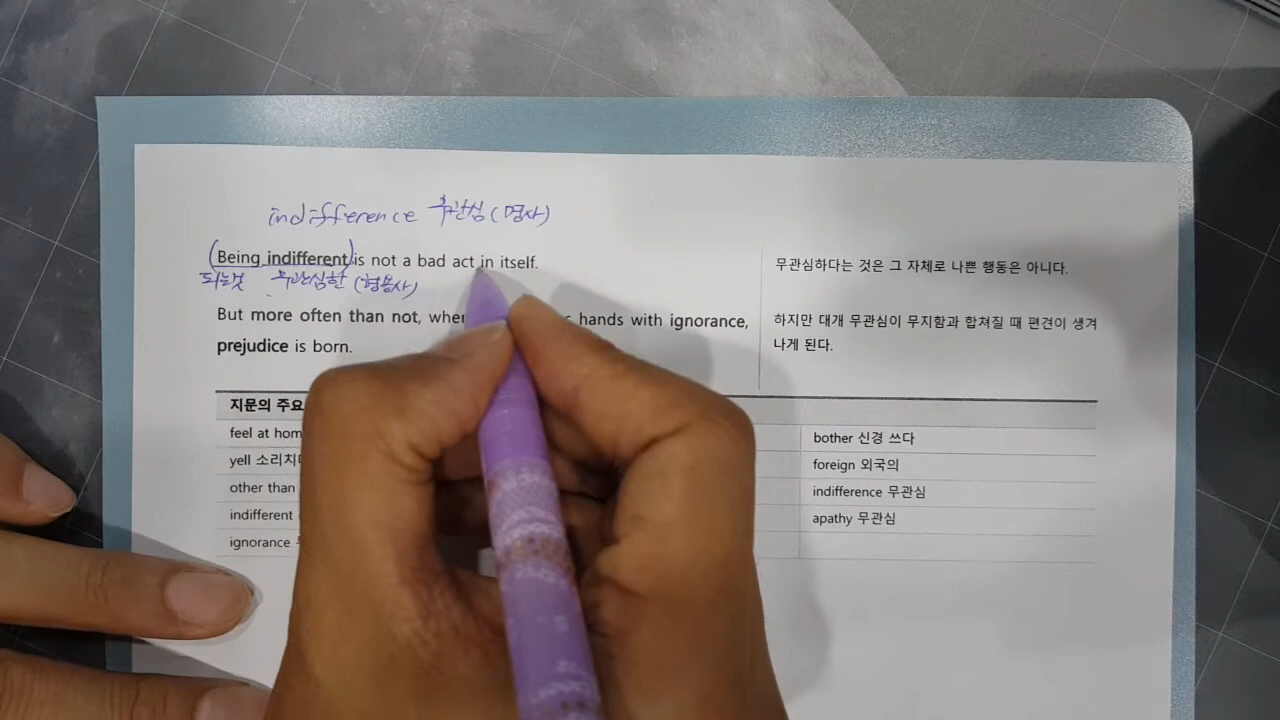 indifference 무관심 (명사)
(Being indifferent) is not a bad act in itself.
되는것 무관심한 (형용사)
무관심하다는 것은 그 자체로 나쁜 행동은 아니다.
But more often than not, hands with ignorance,
prejudice is born.
하지만 대개 무관심이 무지함과 합쳐질 때 편견이 생겨
나게 된다.
지문의 주요
feel at hom
bother 신경 쓰다
yell
foreign 외국의
other than
indifference 무관심
indifferent
apathy 무관심
ignorance